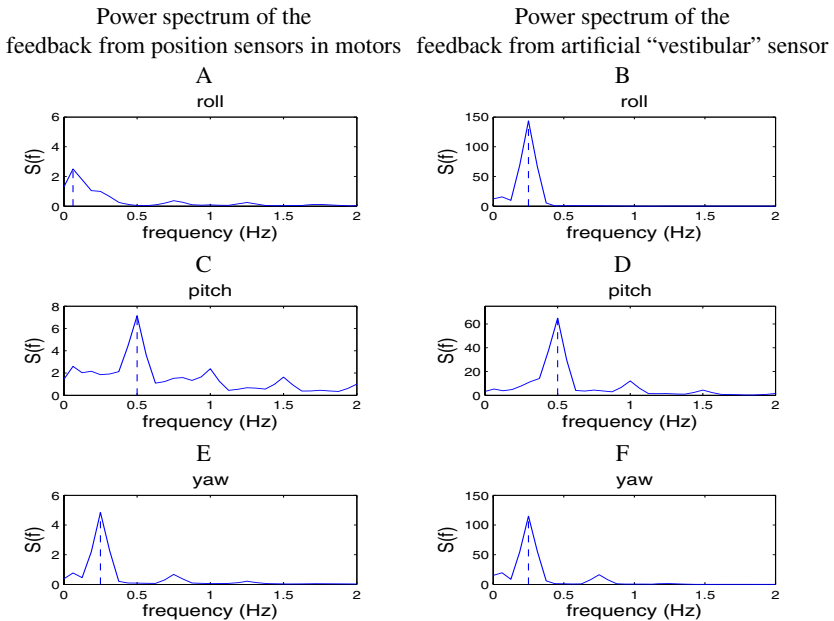 Power spectrum of the
feedback from position sensors in motors
Power spectrum of the
feedback from artificial “vestibular” sensor
A
roll
6
4
2
0
S(f)
0 0.5 1 1.5 2
frequency (Hz)
B
roll
150
100
50
0
S(f)
0 0.5 1 1.5 2
frequency (Hz)
C
pitch
8
6
4
2
0
S(f)
0 0.5 1 1.5 2
frequency (Hz)
D
pitch
60
40
20
0
S(f)
0 0.5 1 1.5 2
frequency (Hz)
E
yaw
6
4
2
0
S(f)
0 0.5 1 1.5 2
frequency (Hz)
F
yaw
150
100
50
0
S(f)
0 0.5 1 1.5 2
frequency (Hz)